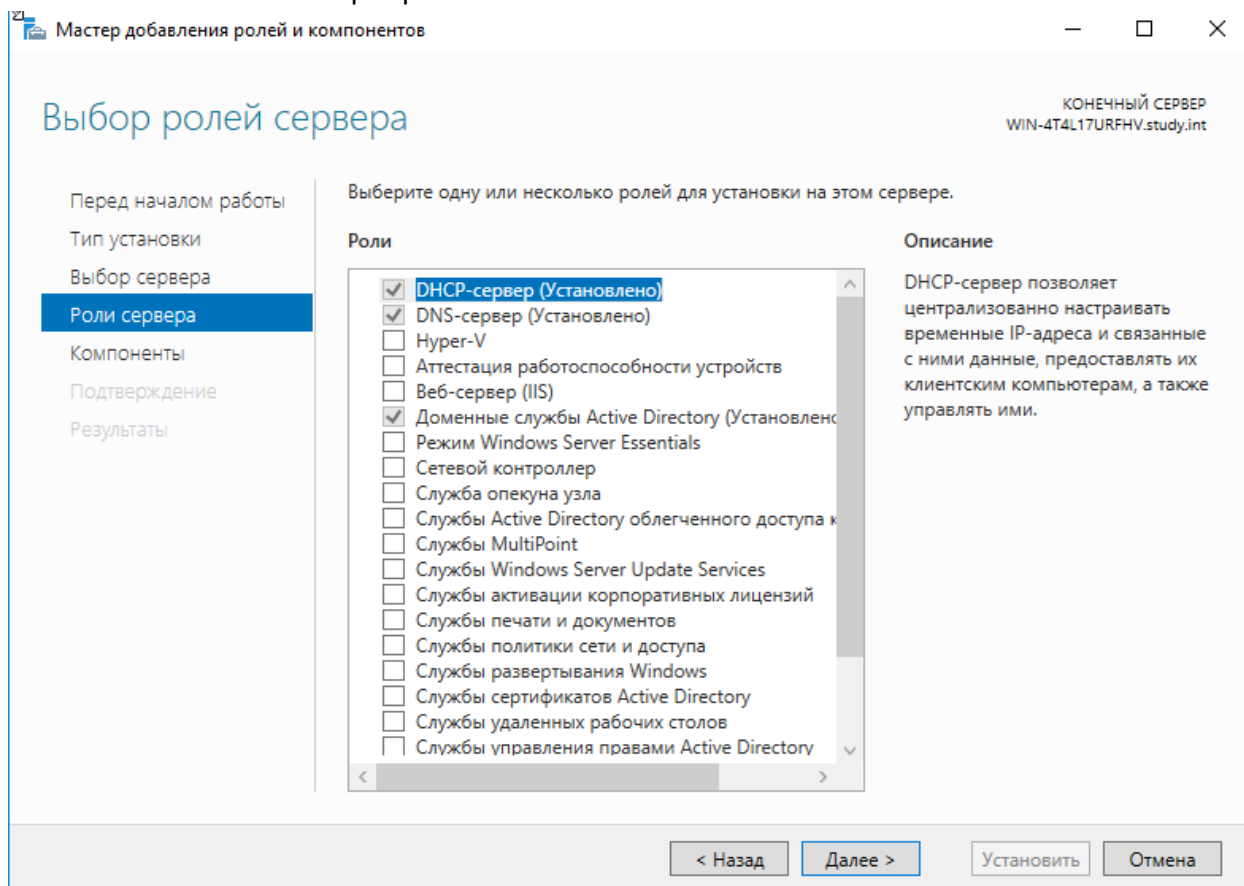 Мастер добавления ролей и компонентов
Выбор ролей сервера
КОНЕЧНЫЙ СЕРВЕР
WIN-4T4L17URFHV.study.int
Перед началом работы
Тип установки
Выбор сервера
Роли сервера
Компоненты
Подтверждение
Результаты
Выберите одну или несколько ролей для установки на этом сервере.
Роли
DHCP-сервер (Установлено)
DNS-сервер (Установлено)
Hyper-V
Аттестация работоспособности устройств
Веб-сервер (IIS)
Доменные службы Active Directory (Установлено
Режим Windows Server Essentials
Сетевой контроллер
Служба опекуна узла
Службы Active Directory облегченного доступа к
Службы MultiPoint
Службы Windows Server Update Services
Службы активации корпоративных лицензий
Службы печати и документов
Службы политики сети и доступа
Службы развертывания Windows
Службы сертификатов Active Directory
Службы удаленных рабочих столов
Службы управления правами Active Directory
Описание
DHCP-сервер позволяет
централизованно настраивать
временные IP-адреса и связанные
с ними данные, предоставлять их
клиентским компьютерам, а также
управлять ими.
< Назад
Далее >
Установить
Отмена